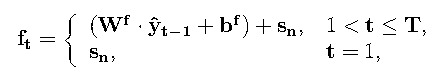 f_t = { (W^f · ŷ_{t−1} + b^f) + s_n, 1 < t ≤ T,
s_n, t = 1,